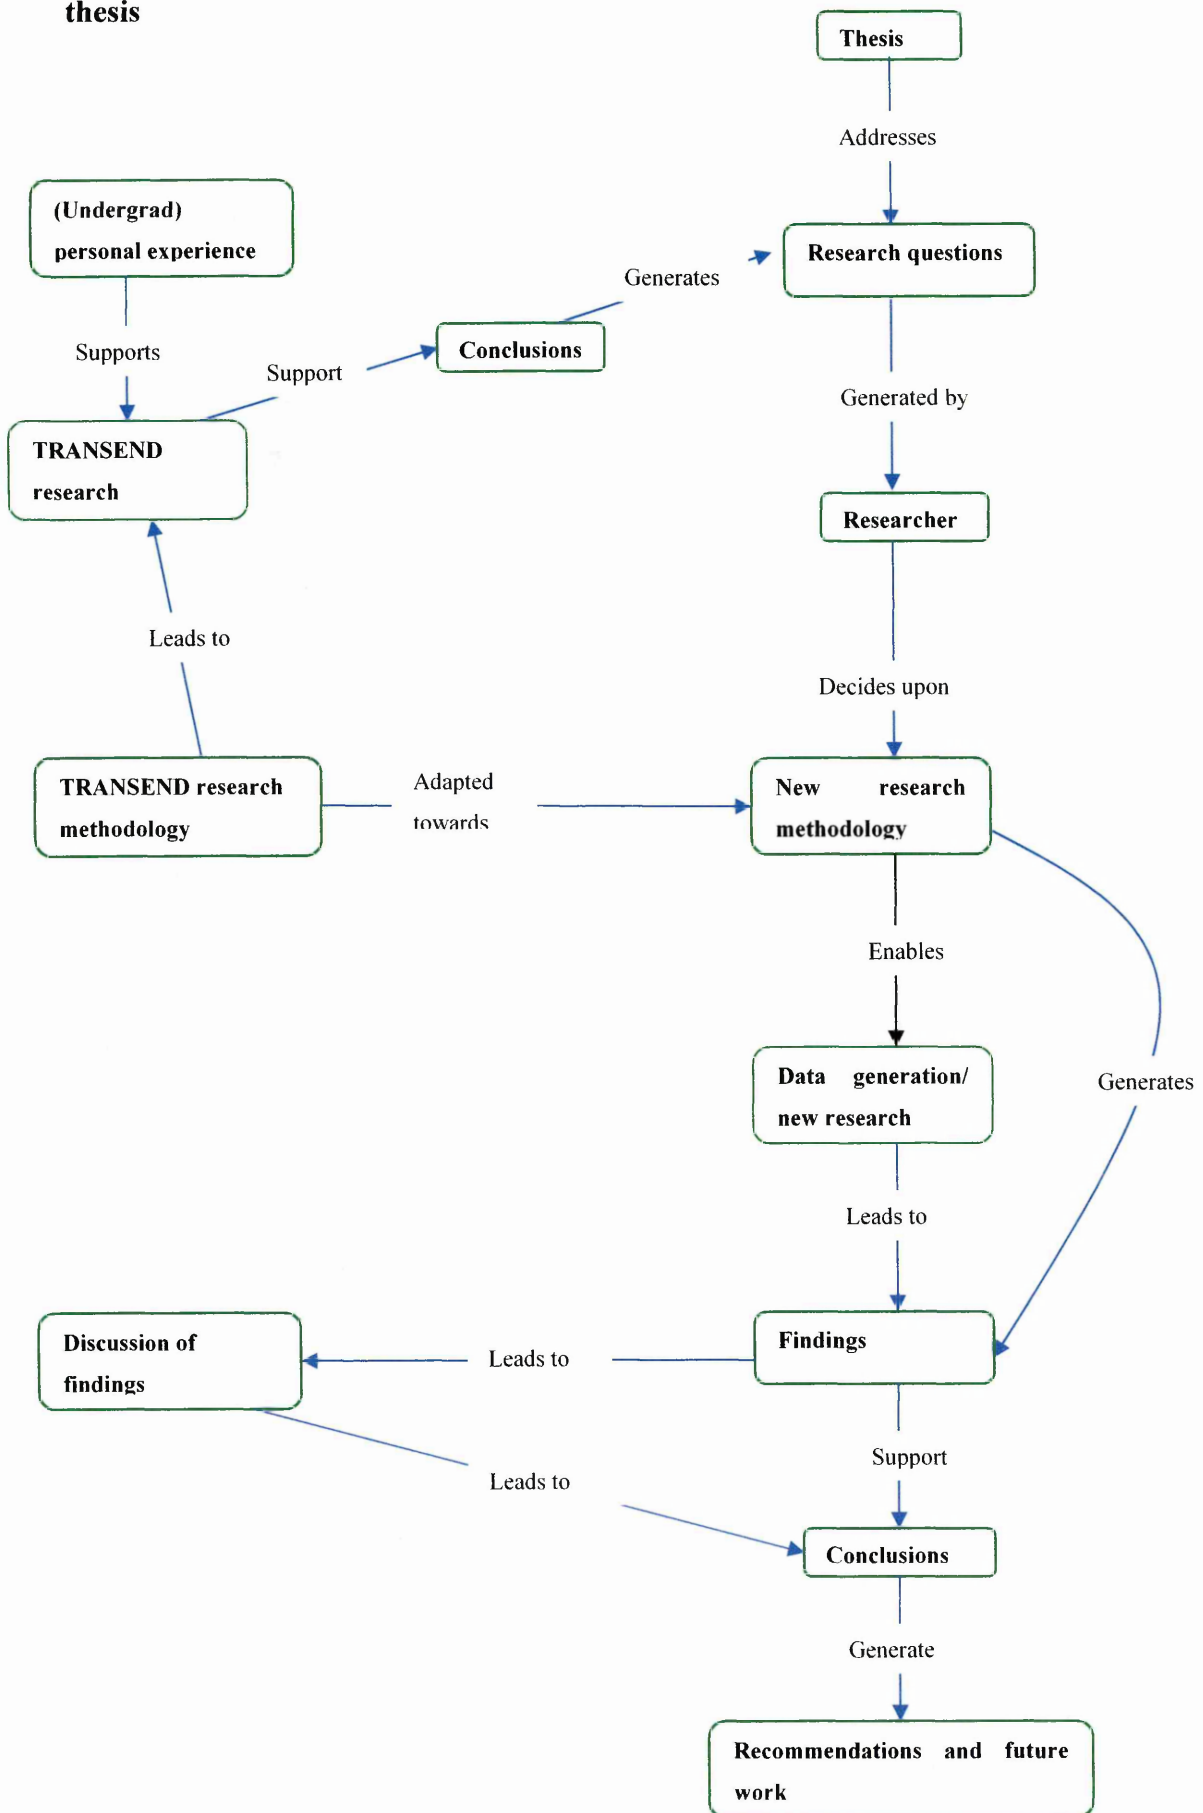 thesis
Thesis
Addresses
(Undergrad)
personal experience
Research questions
Generates
Supports
Conclusions
Support
Generated by
TRANSEND
research
Researcher
Leads to
Decides upon
TRANSEND research
methodology
Adapted
towards
New research
methodology
Enables
Data generation/
new research
Generates
Leads to
Discussion of
findings
Leads to
Findings
Support
Leads to
Conclusions
Generate
Recommendations and future
work